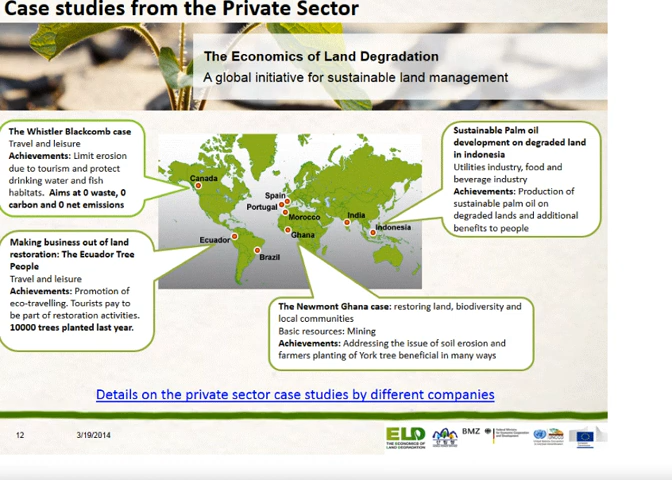 Case studies from the Private Sector
The Economics of Land Degradation
A global initiative for sustainable land management
The Whistler Blackcomb case
Travel and leisure
Achievements: Limit erosion
due to tourism and protect
drinking water and fish
habitats. Aims at 0 waste, 0
carbon and 0 net emissions
Making business out of land
restoration: The Ecuador Tree
People
Travel and leisure
Achievements: Promotion of
eco-travelling. Tourists pay to
be part of restoration activities.
10000 trees planted last year.
Canada
Spain
Portugal
Morocco
India
Ghana
Indonesia
Ecuador
Brazil
Sustainable Palm oil
development on degraded land
in indonesia
Utilities industry, food and
beverage industry
Achievements: Production of
sustainable palm oil on
degraded lands and additional
benefits to people
The Newmont Ghana case: restoring land, biodiversity and
local communities
Basic resources: Mining
Achievements: Addressing the issue of soil erosion and
farmers planting of York tree beneficial in many ways
Details on the private sector case studies by different companies
12
3/19/2014
ELD
THE ECONOMICS OF
LAND DEGRADATION
BMZ